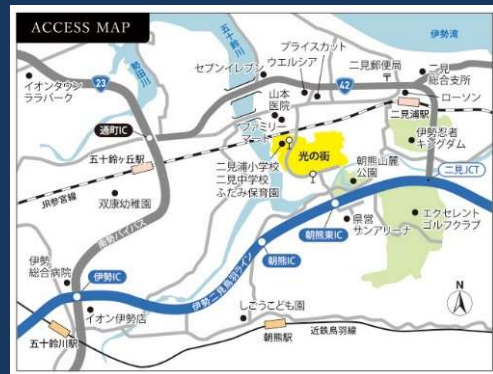 ACCESS MAP
伊勢湾
五十鈴川
勢田川
プライスカット
ウエルシア
セブンイレブン
二見郵便局
二見
総合支所
イオンタウン
ララパーク
23
42
ローソン
二見浦駅
山本
医院
ファミリー
マート
通町IC
伊勢忍者
キングダム
五十鈴ヶ丘駅
光の街
二見浦小学校
二見中学校
ふたみ保育園
朝熊山麓
公園
二見JCT
JR参宮線
双康幼稚園
南勢バイパス
県営
サンアリーナ
エクセレント
ゴルフクラブ
朝熊東IC
伊勢
総合病院
伊勢IC
朝熊IC
伊勢二見鳥羽ライン
N
イオン伊勢店
しごうこども園
五十鈴川駅
朝熊駅
近鉄鳥羽線